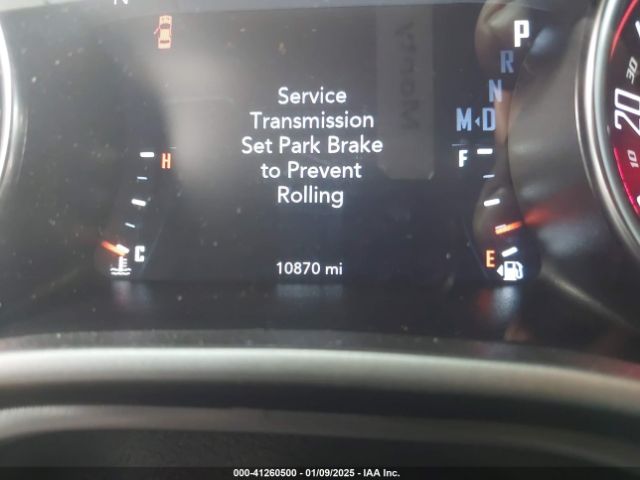 P
R
N
M◂D
Service
Transmission
Set Park Brake
to Prevent
Rolling
H
F
C
E
10870 mi
30
20
10
000-41260500 | 01/09/2025 | IAA Inc.